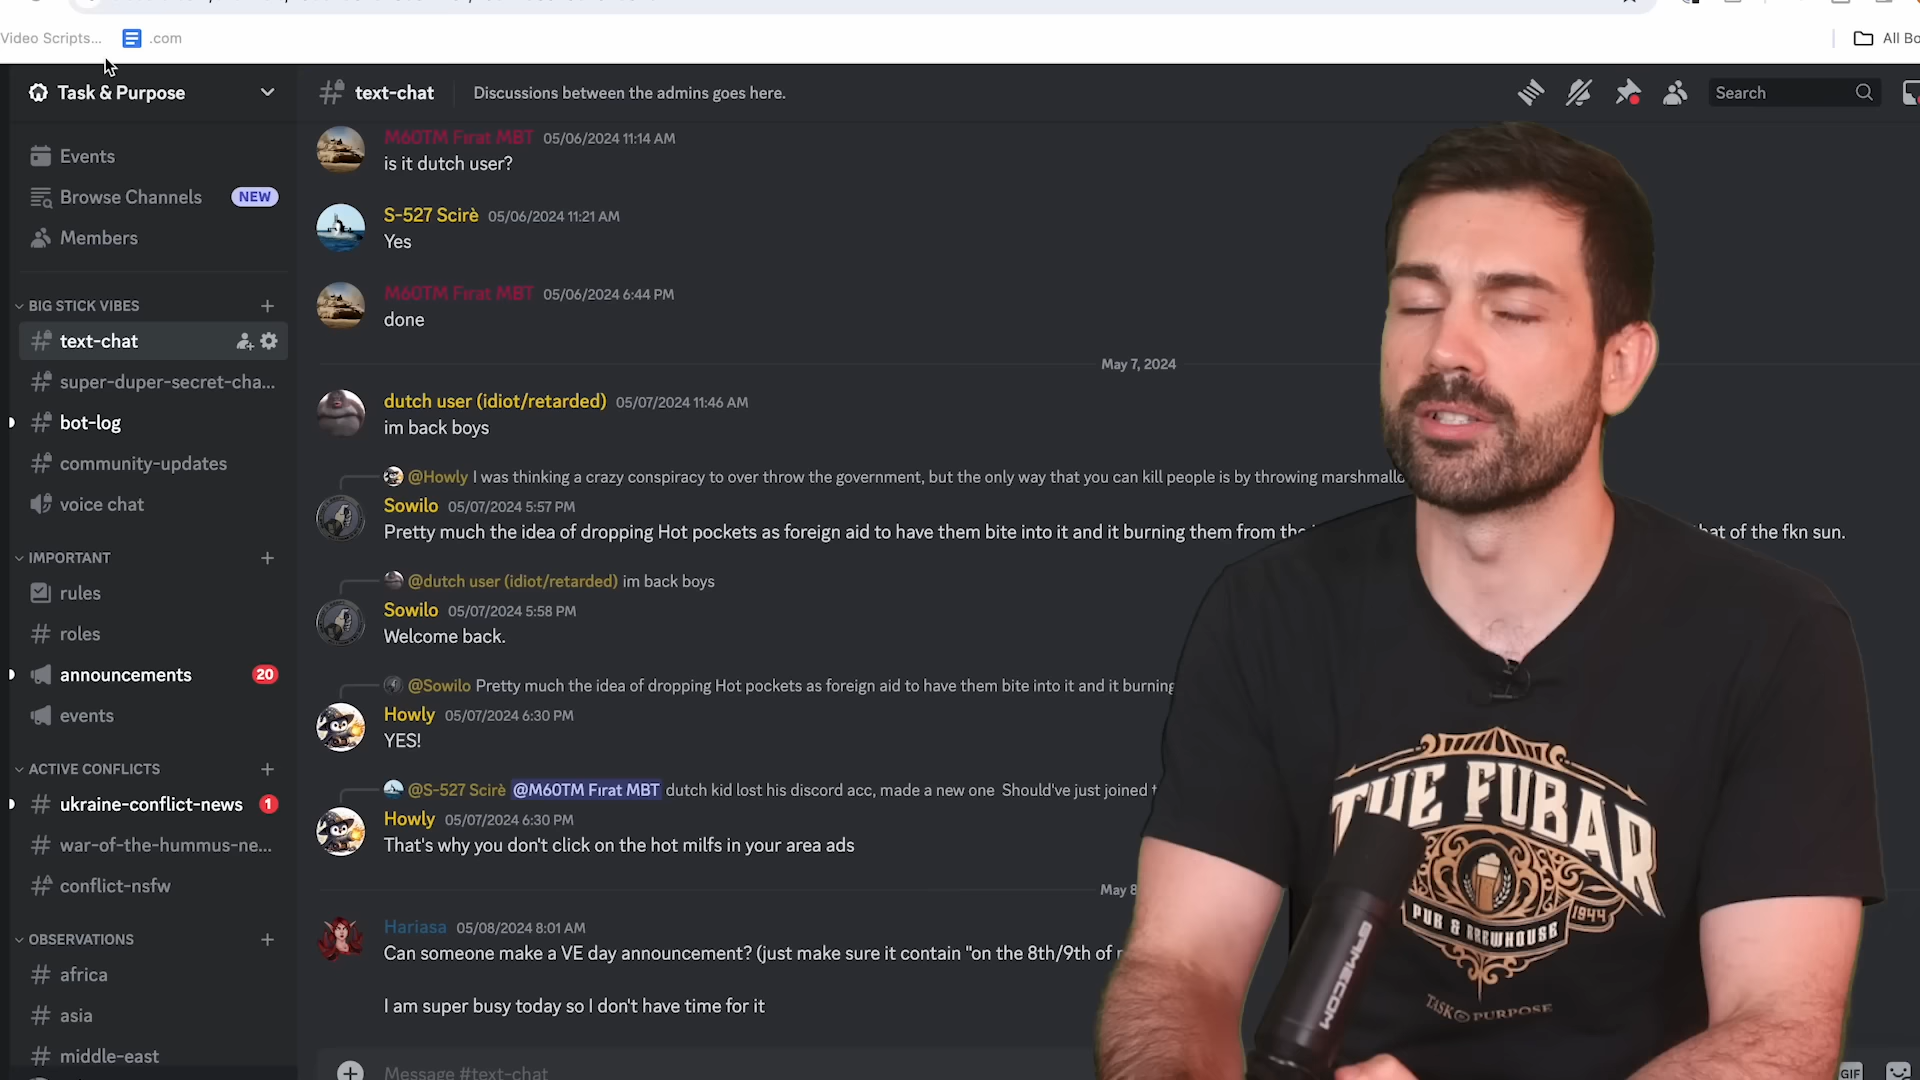 Video Scripts...
.com
All Bo
Task & Purpose
text-chat
Discussions between the admins goes here.
Search
Events
Browse Channels
NEW
Members
BIG STICK VIBES
text-chat
super-duper-secret-cha...
bot-log
community-updates
voice chat
IMPORTANT
rules
roles
announcements
20
events
ACTIVE CONFLICTS
ukraine-conflict-news
1
war-of-the-hummus-ne...
conflict-nsfw
OBSERVATIONS
africa
asia
middle-east
M60TM Fırat MBT 05/06/2024 11:14 AM
is it dutch user?
S-527 Scirè 05/06/2024 11:21 AM
Yes
M60TM Fırat MBT 05/06/2024 6:44 PM
done
May 7, 2024
dutch user (idiot/retarded) 05/07/2024 11:46 AM
im back boys
@Howly I was thinking a crazy conspiracy to over throw the government, but the only way that you can kill people is by throwing marshmallo
Sowilo 05/07/2024 5:57 PM
Pretty much the idea of dropping Hot pockets as foreign aid to have them bite into it and it burning them from the
of the fkn sun.
@dutch user (idiot/retarded) im back boys
Sowilo 05/07/2024 5:58 PM
Welcome back.
@Sowilo Pretty much the idea of dropping Hot pockets as foreign aid to have them bite into it and it burning
Howly 05/07/2024 6:30 PM
YES!
@S-527 Scirè @M60TM Fırat MBT dutch kid lost his discord acc, made a new one Should've just joined
Howly 05/07/2024 6:30 PM
That's why you don't click on the hot milfs in your area ads
May 8
Hariasa 05/08/2024 8:01 AM
Can someone make a VE day announcement? (just make sure it contain "on the 8th/9th of
I am super busy today so I don't have time for it
Message #text-chat
GIF
THE FUBAR
1944
PUB & BREWHOUSE
TASK & PURPOSE
GAMECOM